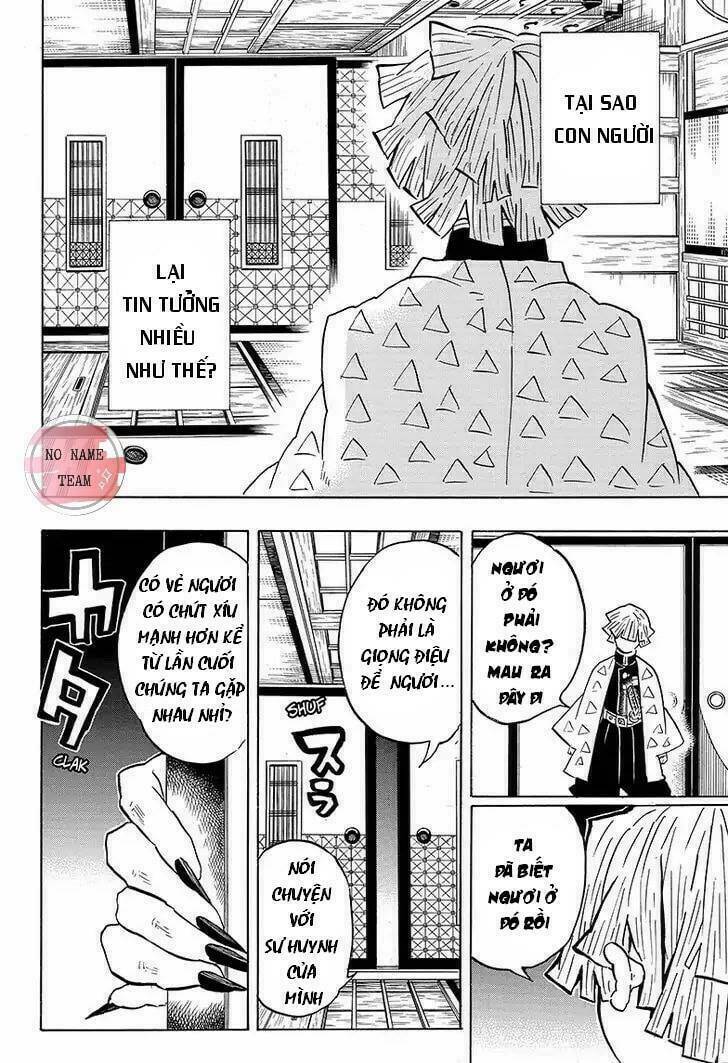 TẠI SAO
CON NGƯỜI
LẠI
TIN TƯỞNG
NHIỀU
NHƯ THẾ?
NO NAME
TEAM
NGƯƠI
Ở ĐÓ
PHẢI
KHÔNG?
MAU RA
ĐÂY ĐI
TA
ĐÃ BIẾT
NGƯƠI Ở
ĐÓ RỒI
ĐÓ KHÔNG
PHẢI LÀ
GIỌNG ĐIỆU
ĐỂ NGƯƠI...
SHUF
スッ
NÓI
CHUYỆN
VỚI
SƯ HUYNH
CỦA
MÌNH
CÓ VẺ NGƯƠI
CÓ CHÚT XÍU
MẠNH HƠN KỂ
TỪ LẦN CUỐI
CHÚNG TA GẶP
NHAU NHỈ?
カタ
CLAK